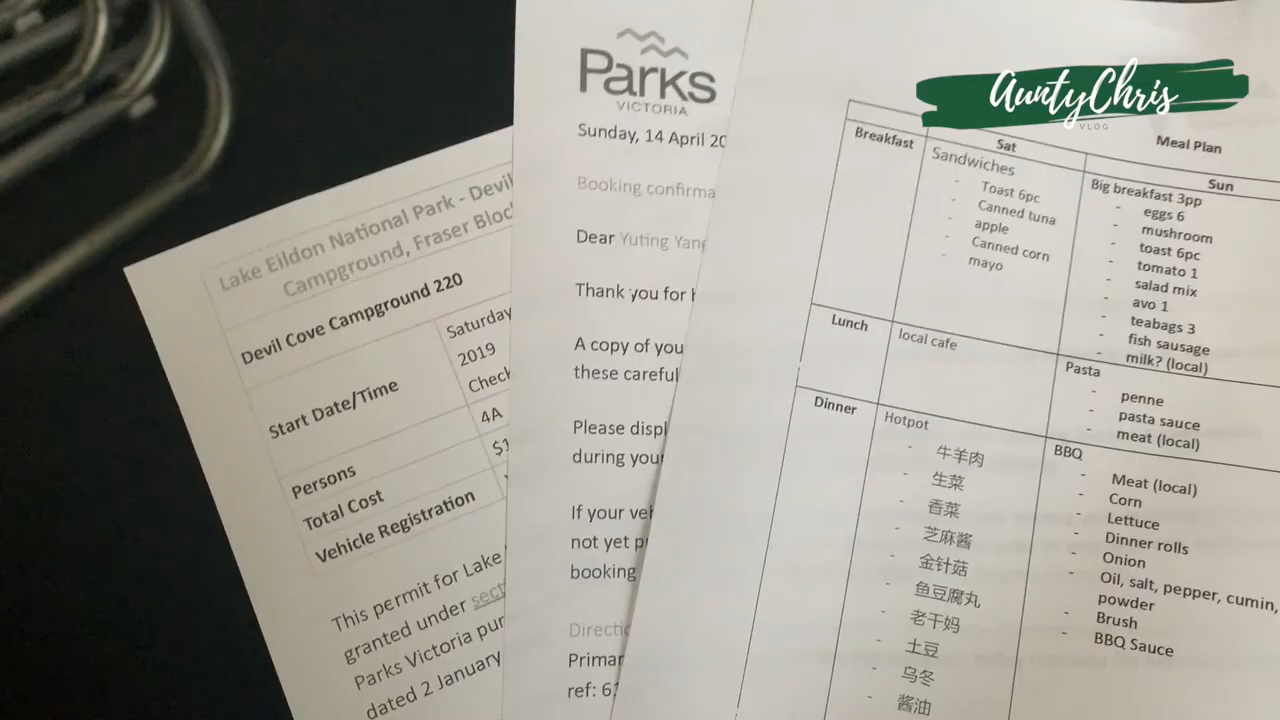 AuntyChris
VLOG
Lake Eildon National Park - Devil
Campground, Fraser Bloc
Devil Cove Campground 220
Start Date/Time
Saturday
2019
Check
Persons
4A
Total Cost
$1
Vehicle Registration
This permit for Lake
granted under sect
Parks Victoria pur
dated 2 January
Parks
VICTORIA
Sunday, 14 April 20
Booking confirma
Dear Yuting Yang
Thank you for
A copy of you
these careful
Please displ
during your
If your veh
not yet
booking
Directio
Primar
ref: 61
Meal Plan
Sat
Sun
Breakfast
Sandwiches
- Toast 6pc
- Canned tuna
- apple
- Canned corn
- mayo
Big breakfast 3pp
- eggs 6
- mushroom
- toast 6pc
- tomato 1
- salad mix
- avo 1
- teabags 3
- fish sausage
- milk? (local)
Lunch
local cafe
Pasta
- penne
- pasta sauce
- meat (local)
Dinner
Hotpot
- 牛羊肉
- 生菜
- 香菜
- 芝麻酱
- 金针菇
- 鱼豆腐丸
- 老干妈
- 土豆
- 乌冬
- 酱油
BBQ
- Meat (local)
- Corn
- Lettuce
- Dinner rolls
- Onion
- Oil, salt, pepper, cumin,
powder
- Brush
- BBQ Sauce